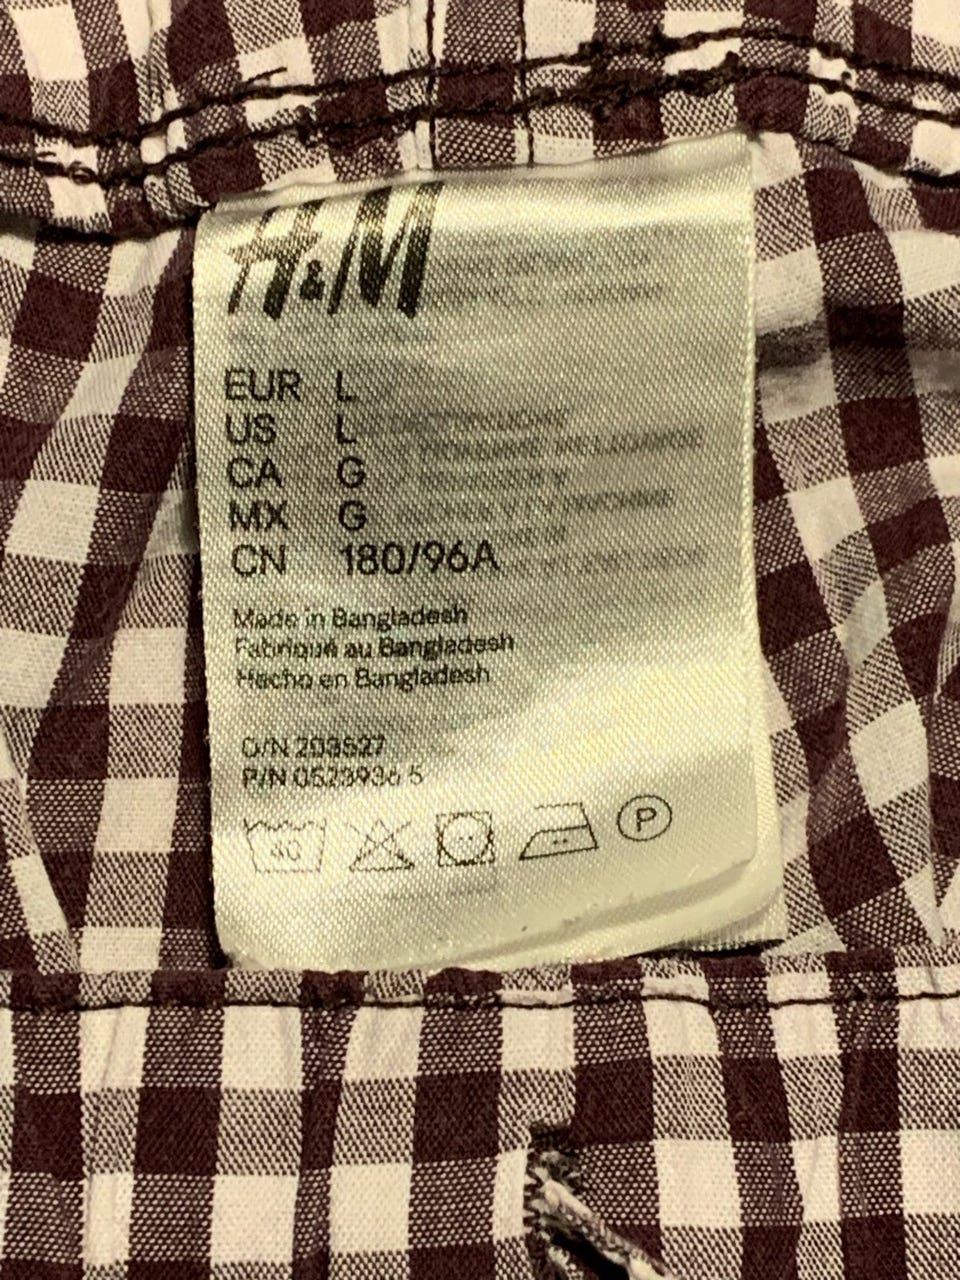 H&M
EUR L
US L
CA G
MX G
CN 180/96A
Made in Bangladesh
Fabriqué au Bangladesh
Hecho en Bangladesh
O/N 203527
P/N 0523936 5
40
P